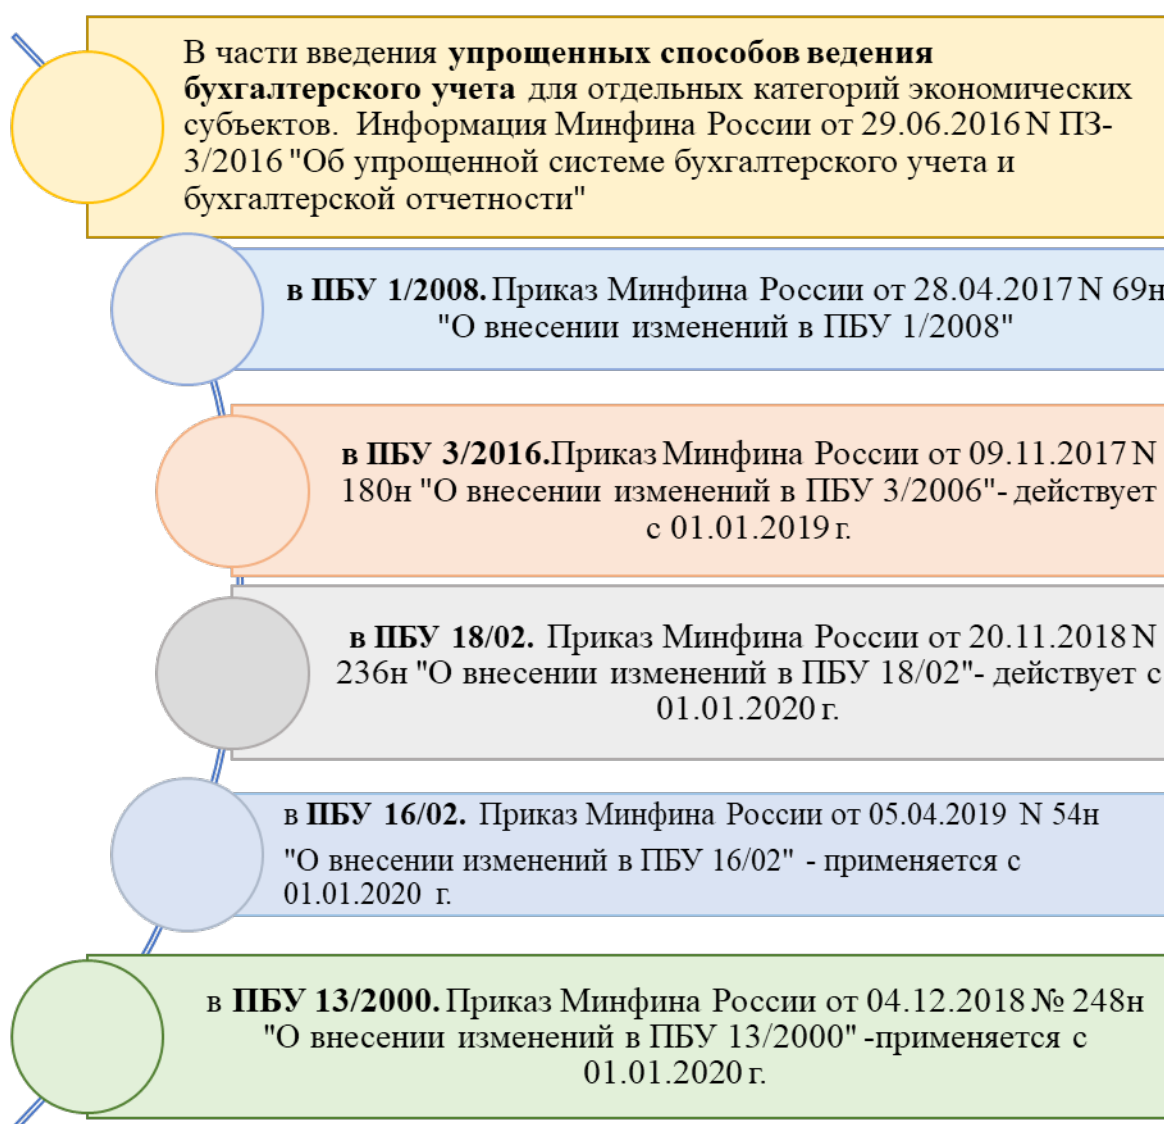 В части введения упрощенных способов ведения
бухгалтерского учета для отдельных категорий экономических
субъектов. Информация Минфина России от 29.06.2016 N ПЗ-
3/2016 "Об упрощенной системе бухгалтерского учета и
бухгалтерской отчетности"
в ПБУ 1/2008. Приказ Минфина России от 28.04.2017 N 69н
"О внесении изменений в ПБУ 1/2008"
в ПБУ 3/2016.Приказ Минфина России от 09.11.2017 N
180н "О внесении изменений в ПБУ 3/2006"- действует
с 01.01.2019 г.
в ПБУ 18/02. Приказ Минфина России от 20.11.2018 N
236н "О внесении изменений в ПБУ 18/02"- действует с
01.01.2020 г.
в ПБУ 16/02. Приказ Минфина России от 05.04.2019 N 54н
"О внесении изменений в ПБУ 16/02" - применяется с
01.01.2020 г.
в ПБУ 13/2000. Приказ Минфина России от 04.12.2018 № 248н
"О внесении изменений в ПБУ 13/2000" -применяется с
01.01.2020 г.